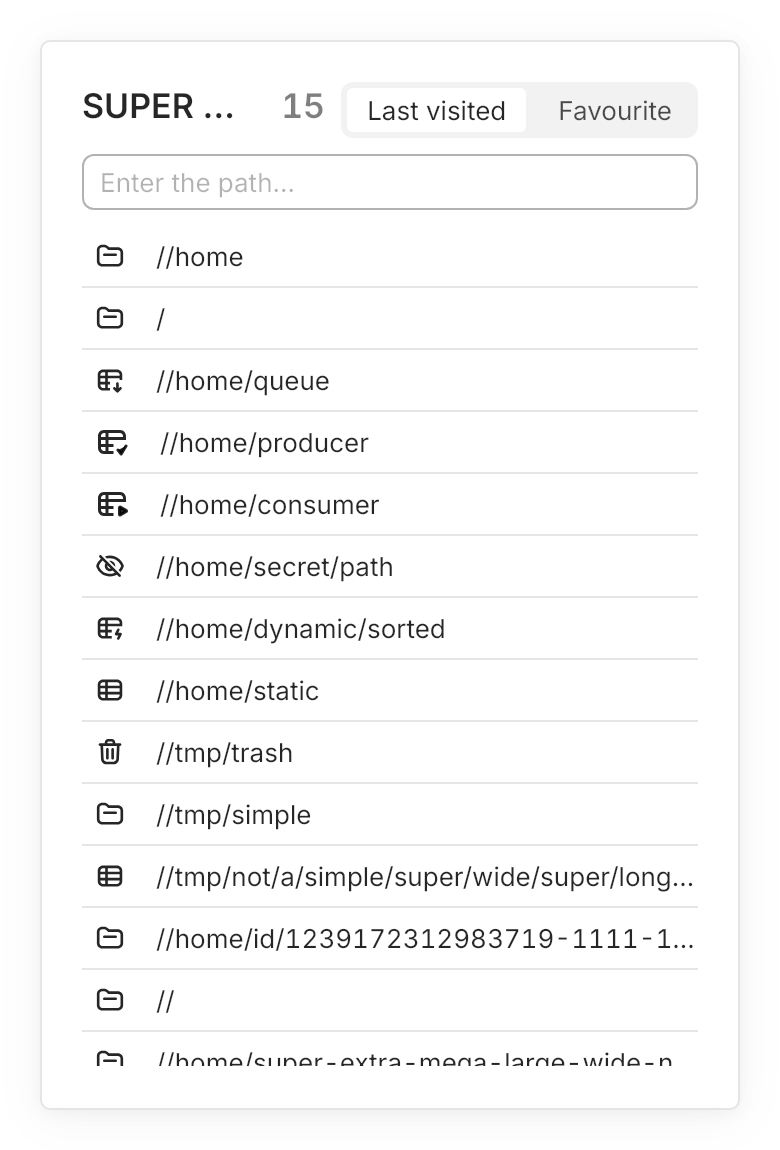 SUPER ... 15 Last visited Favourite
Enter the path...
//home
/
//home/queue
//home/producer
//home/consumer
//home/secret/path
//home/dynamic/sorted
//home/static
//tmp/trash
//tmp/simple
//tmp/not/a/simple/super/wide/super/long...
//home/id/1239172312983719-1111-1...
//
//home/super-extra-mega-large-wide-n